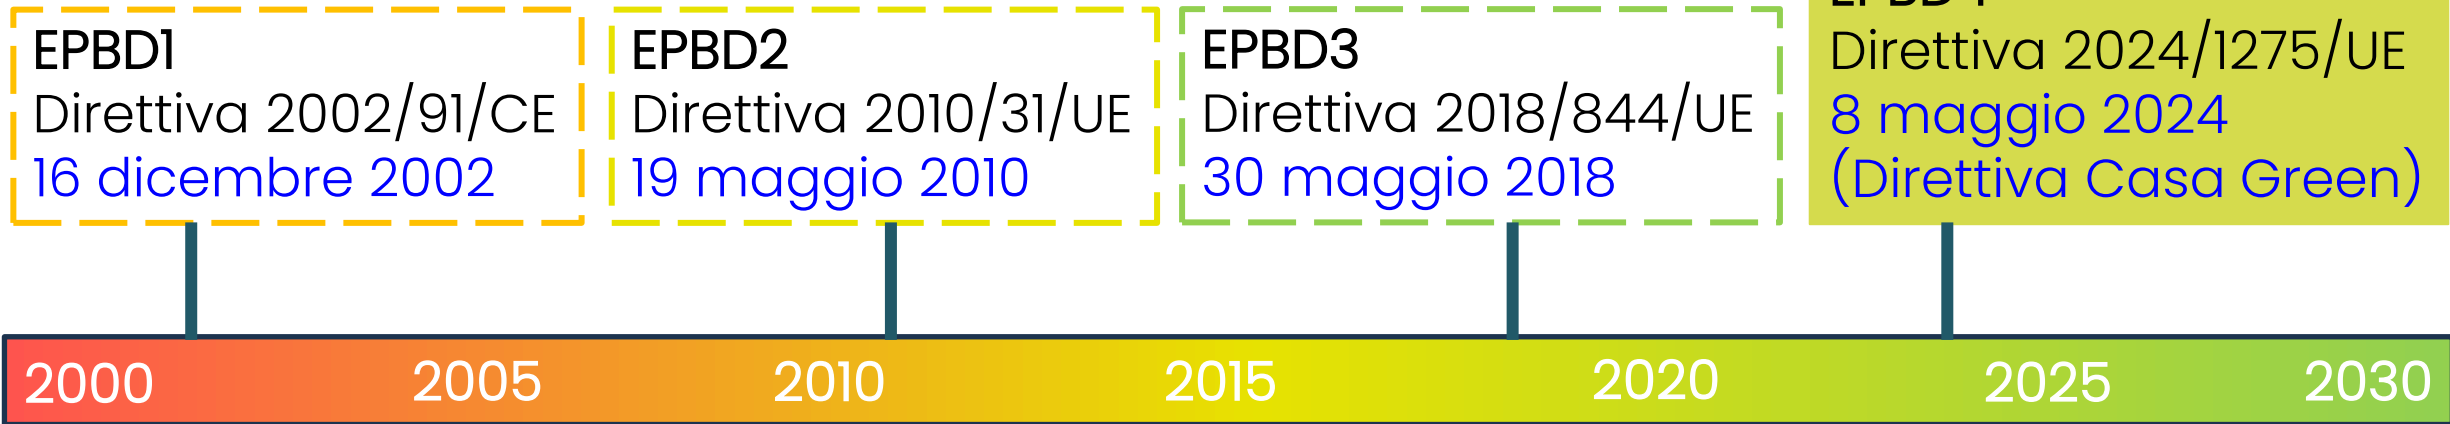 EPBD1
Direttiva 2002/91/CE
16 dicembre 2002
EPBD2
Direttiva 2010/31/UE
19 maggio 2010
EPBD3
Direttiva 2018/844/UE
30 maggio 2018
Direttiva 2024/1275/UE
8 maggio 2024
(Direttiva Casa Green)
2000 2005 2010 2015 2020 2025 2030